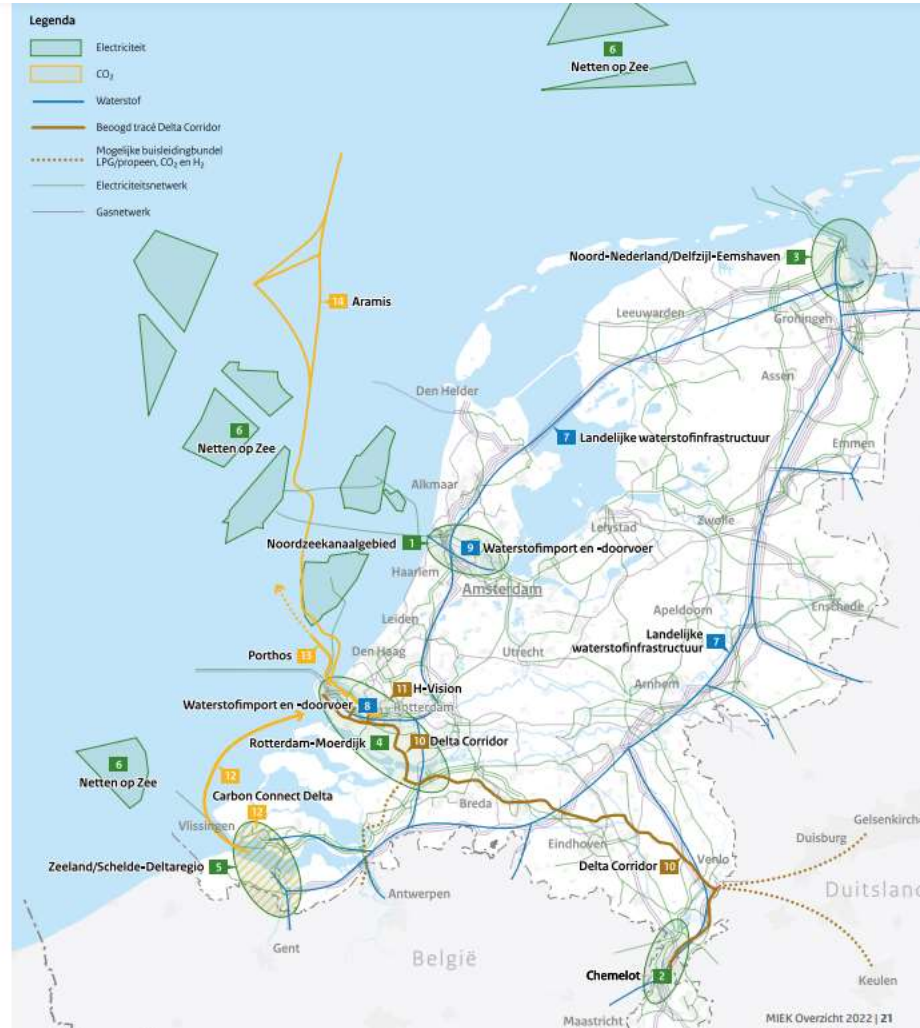 Legenda
Electriciteit
CO₂
Waterstof
Beoogd tracé Delta Corridor
Mogelijke buisleidingbundel
LPG/propeen, CO₂ en H₂
Electriciteitsnetwerk
Gasnetwerk
6
Netten op Zee
Noord-Nederland/Delfzijl-Eemshaven 3
14 Aramis
Leeuwarden
Groningen
Assen
Den Helder
6
Netten op Zee
7 Landelijke waterstofinfrastructuur
Emmen
Alkmaar
Lelystad
Zwolle
Noordzeekanaalgebied 1
9 Waterstofimport en -doorvoer
Haarlem
Amsterdam
Apeldoorn
Enschede
Leiden
Landelijke
waterstofinfrastructuur 7
Den Haag
Utrecht
Porthos 13
Arnhem
11 H-Vision
Waterstofimport en -doorvoer 8
Rotterdam
Rotterdam-Moerdijk 4
10 Delta Corridor
6
Netten op Zee
12
Carbon Connect Delta
12
Breda
Vlissingen
Gelsenkirche
Duisburg
Eindhoven
Venlo
Delta Corridor 10
Zeeland/Schelde-Deltaregio 5
Antwerpen
Duitsland
Gent
België
Chemelot 2
Keulen
Maastricht
MIEK Overzicht 2022 | 21